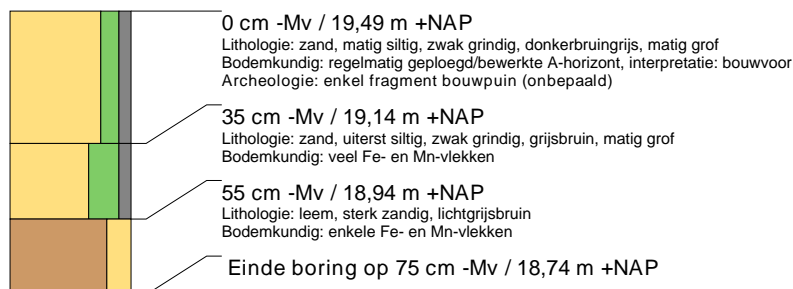 0 cm -Mv / 19,49 m +NAP
Lithologie: zand, matig siltig, zwak grindig, donkerbruingrijs, matig grof
Bodemkundig: regelmatig geploegd/bewerkte A-horizont, interpretatie: bouwvoor
Archeologie: enkel fragment bouwpuin (onbepaald)
35 cm -Mv / 19,14 m +NAP
Lithologie: zand, uiterst siltig, zwak grindig, grijsbruin, matig grof
Bodemkundig: veel Fe- en Mn-vlekken
55 cm -Mv / 18,94 m +NAP
Lithologie: leem, sterk zandig, lichtgrijsbruin
Bodemkundig: enkele Fe- en Mn-vlekken
Einde boring op 75 cm -Mv / 18,74 m +NAP